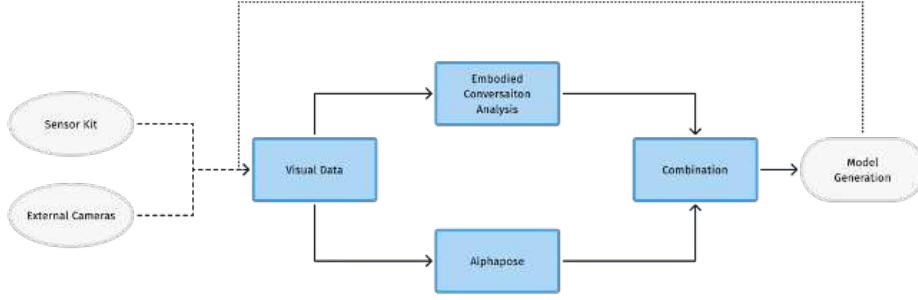 Embodied
Conversaiton
Analysis
Sensor Kit
Visual Data
Combination
Model
Generation
External Cameras
Alphapose